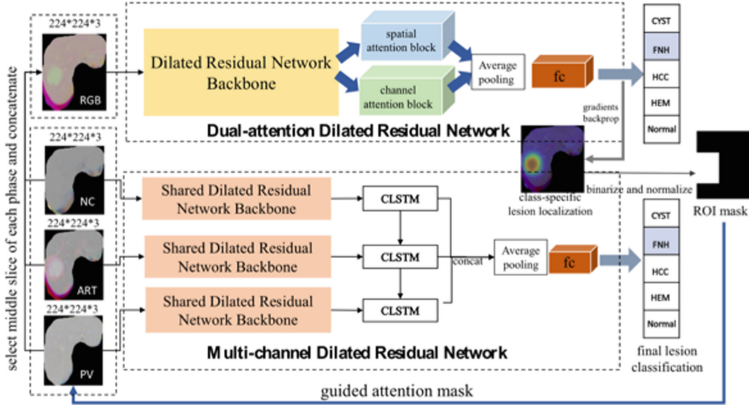 select middle slice of each phase and concatenate
224*224*3
RGB
224*224*3
NC
224*224*3
ART
224*224*3
PV
Dilated Residual Network
Backbone
spatial
attention block
channel
attention block
Average
pooling
fc
Dual-attention Dilated Residual Network
CYST
FNH
HCC
HEM
Normal
gradients
backprop
class-specific
lesion localization
binarize and normalize
ROI mask
Shared Dilated Residual
Network Backbone
Shared Dilated Residual
Network Backbone
Shared Dilated Residual
Network Backbone
CLSTM
CLSTM
CLSTM
concat
Average
pooling
fc
Multi-channel Dilated Residual Network
CYST
FNH
HCC
HEM
Normal
final lesion
classification
guided attention mask